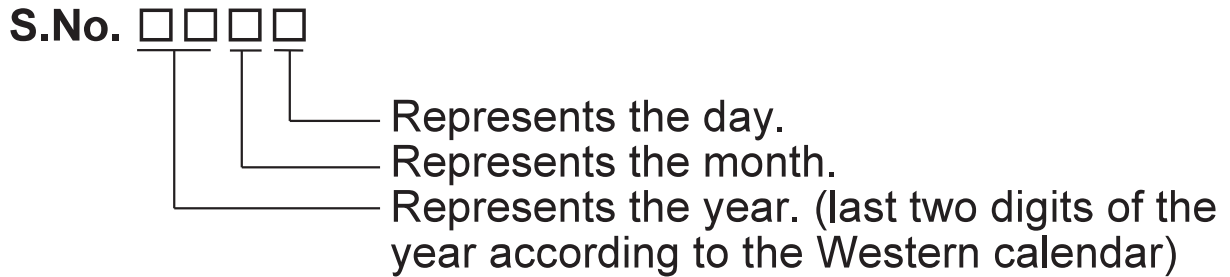 S.No. □□□□
Represents the day.
Represents the month.
Represents the year. (last two digits of the
year according to the Western calendar)